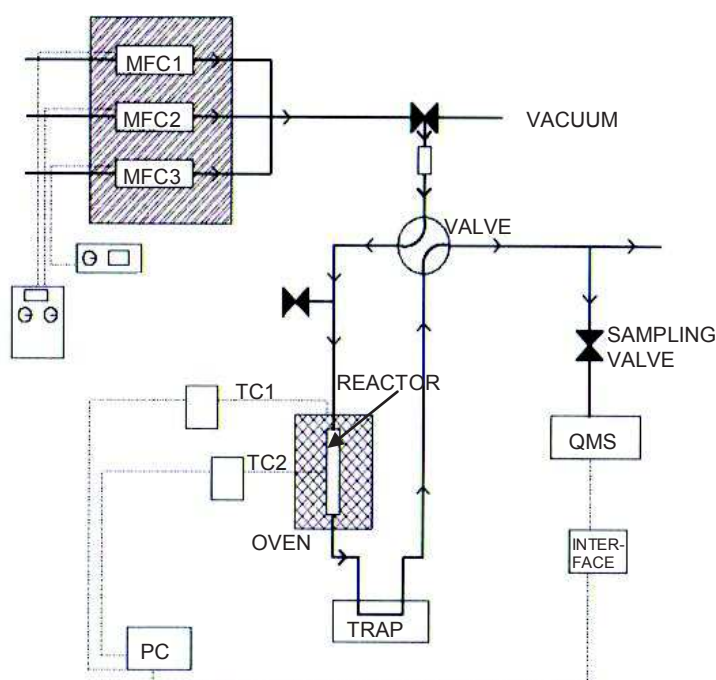 MFC1
MFC2
MFC3
VACUUM
VALVE
SAMPLING
VALVE
REACTOR
TC1
TC2
QMS
OVEN
INTER-
FACE
TRAP
PC